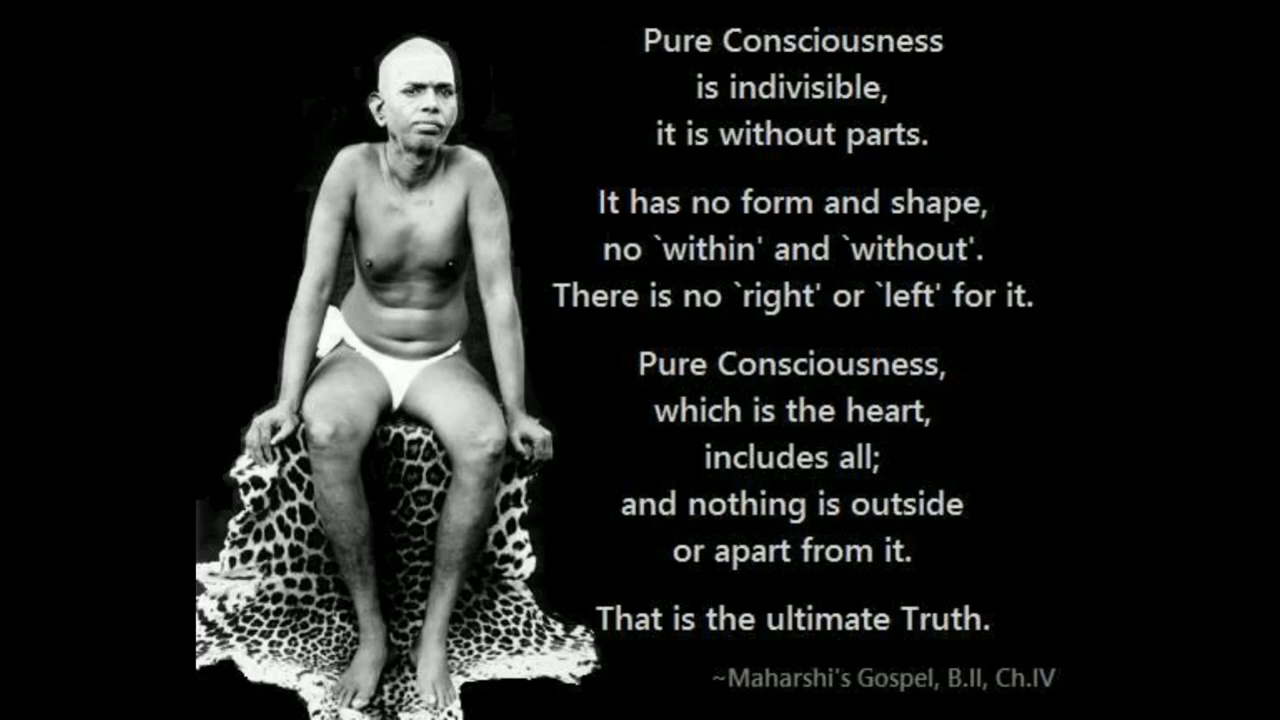 Pure Consciousness
is indivisible,
it is without parts.
It has no form and shape,
no `within' and `without'.
There is no `right' or `left' for it.
Pure Consciousness,
which is the heart,
includes all;
and nothing is outside
or apart from it.
That is the ultimate Truth.
~Maharshi's Gospel, B.II, Ch.IV